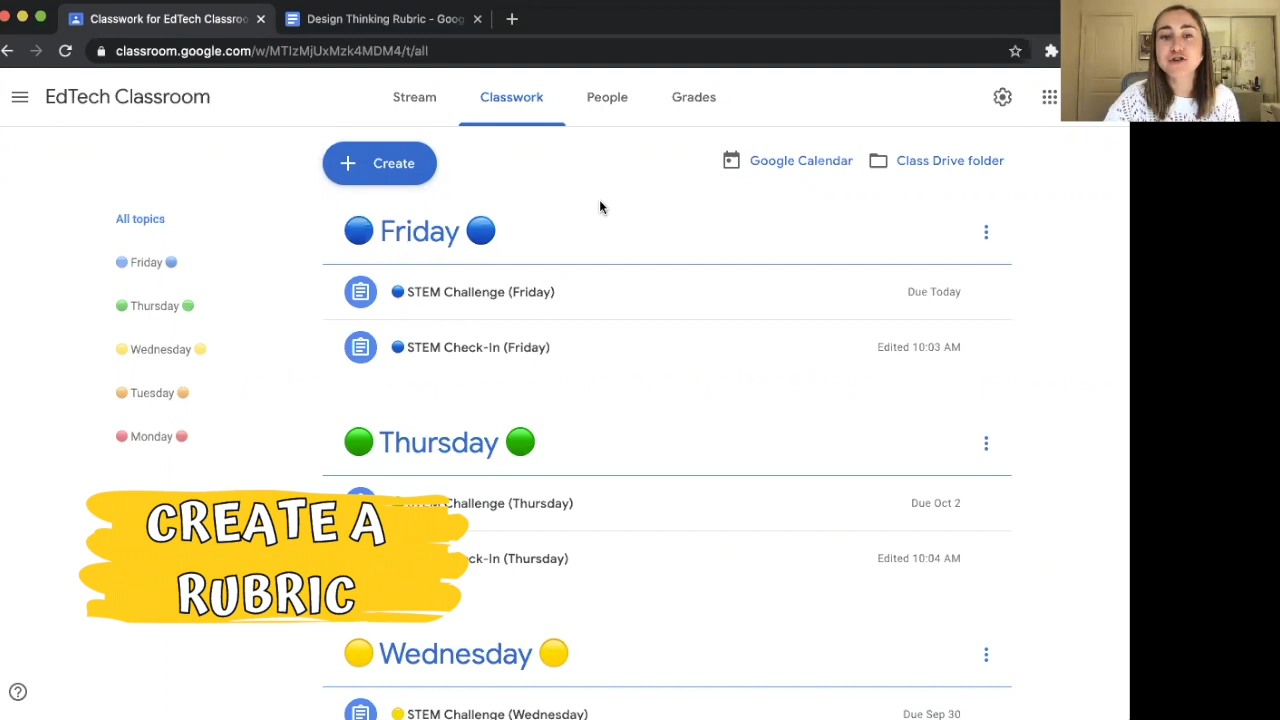 Classwork for EdTech Classroo
Design Thinking Rubric - Goog
classroom.google.com/w/MTIzMjUxMzk4MDM4/t/all
EdTech Classroom
Stream
Classwork
People
Grades
Create
Google Calendar
Class Drive folder
All topics
Friday
Thursday
Wednesday
Tuesday
Monday
Friday
STEM Challenge (Friday)
Due Today
STEM Check-In (Friday)
Edited 10:03 AM
Thursday
Challenge (Thursday)
Due Oct 2
ck-In (Thursday)
Edited 10:04 AM
CREATE A
RUBRIC
Wednesday
STEM Challenge (Wednesday)
Due Sep 30